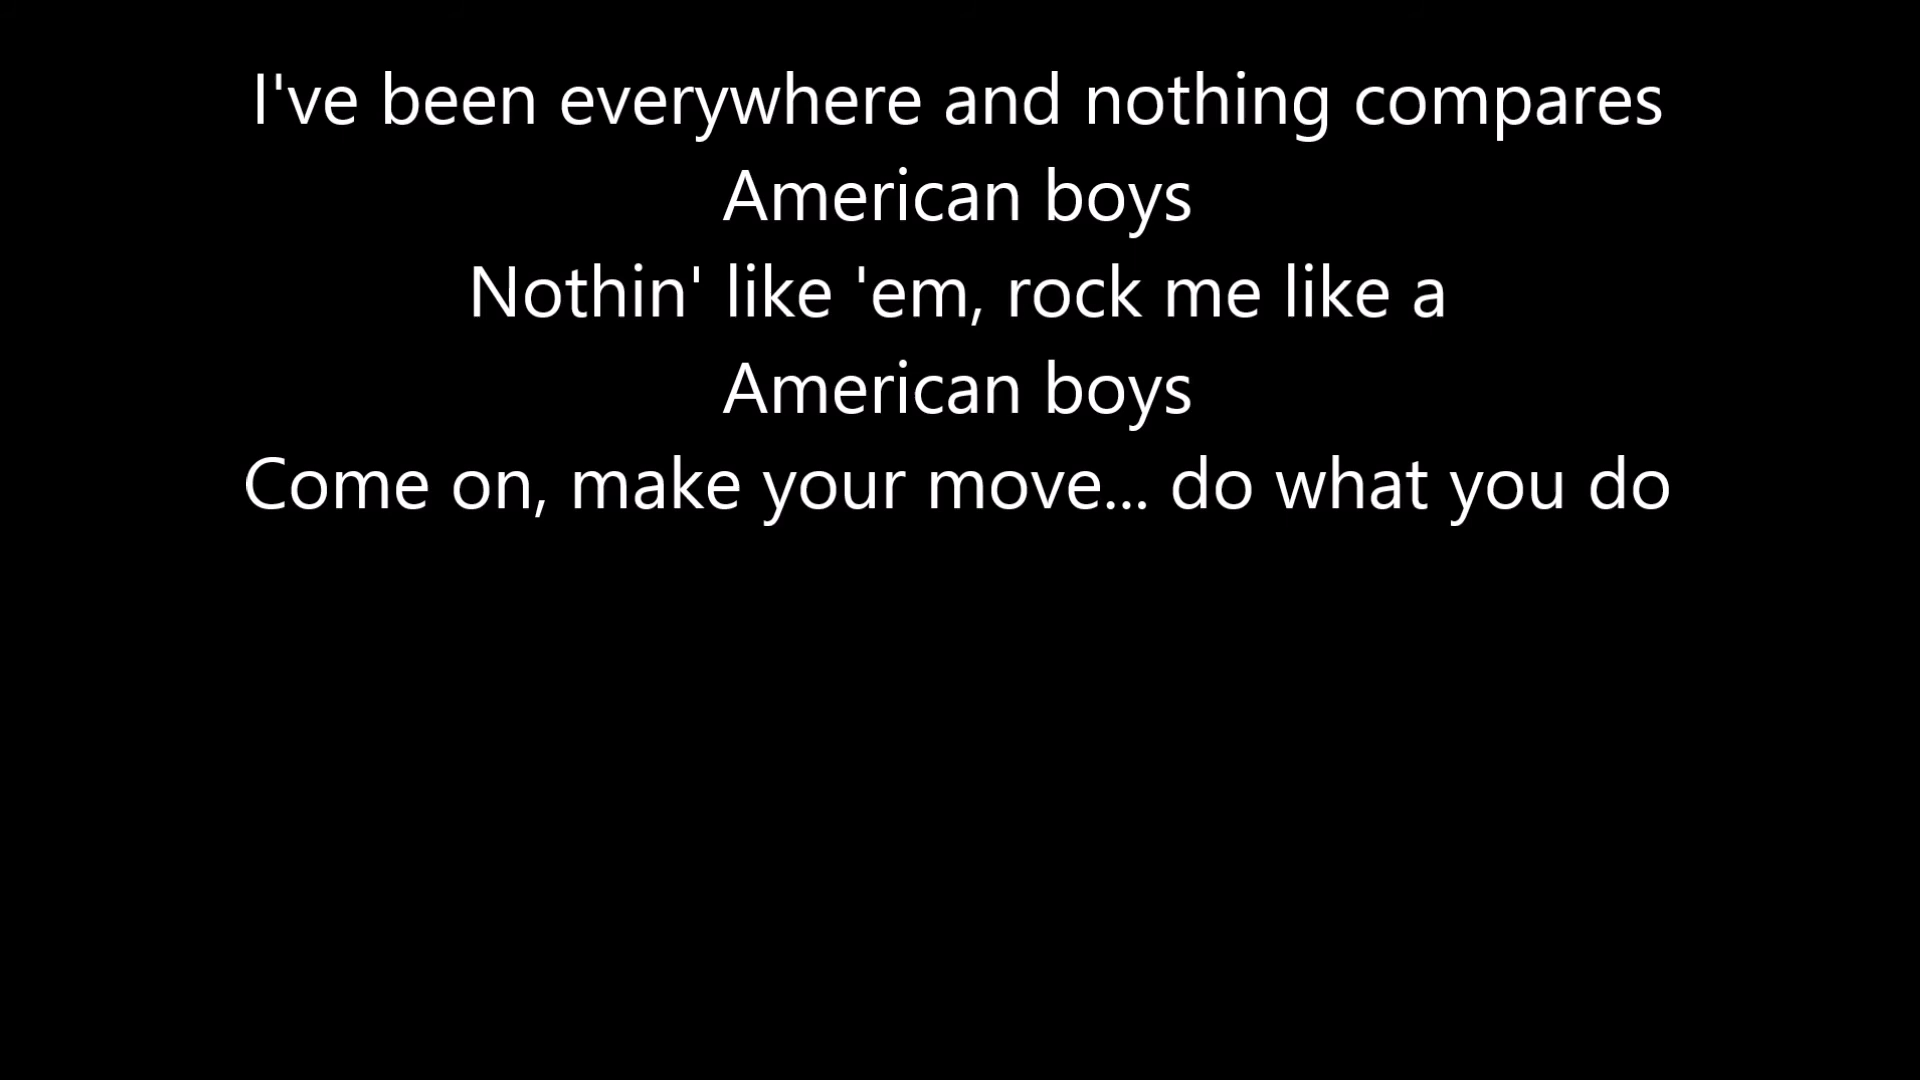 I've been everywhere and nothing compares
American boys
Nothin' like 'em, rock me like a
American boys
Come on, make your move... do what you do